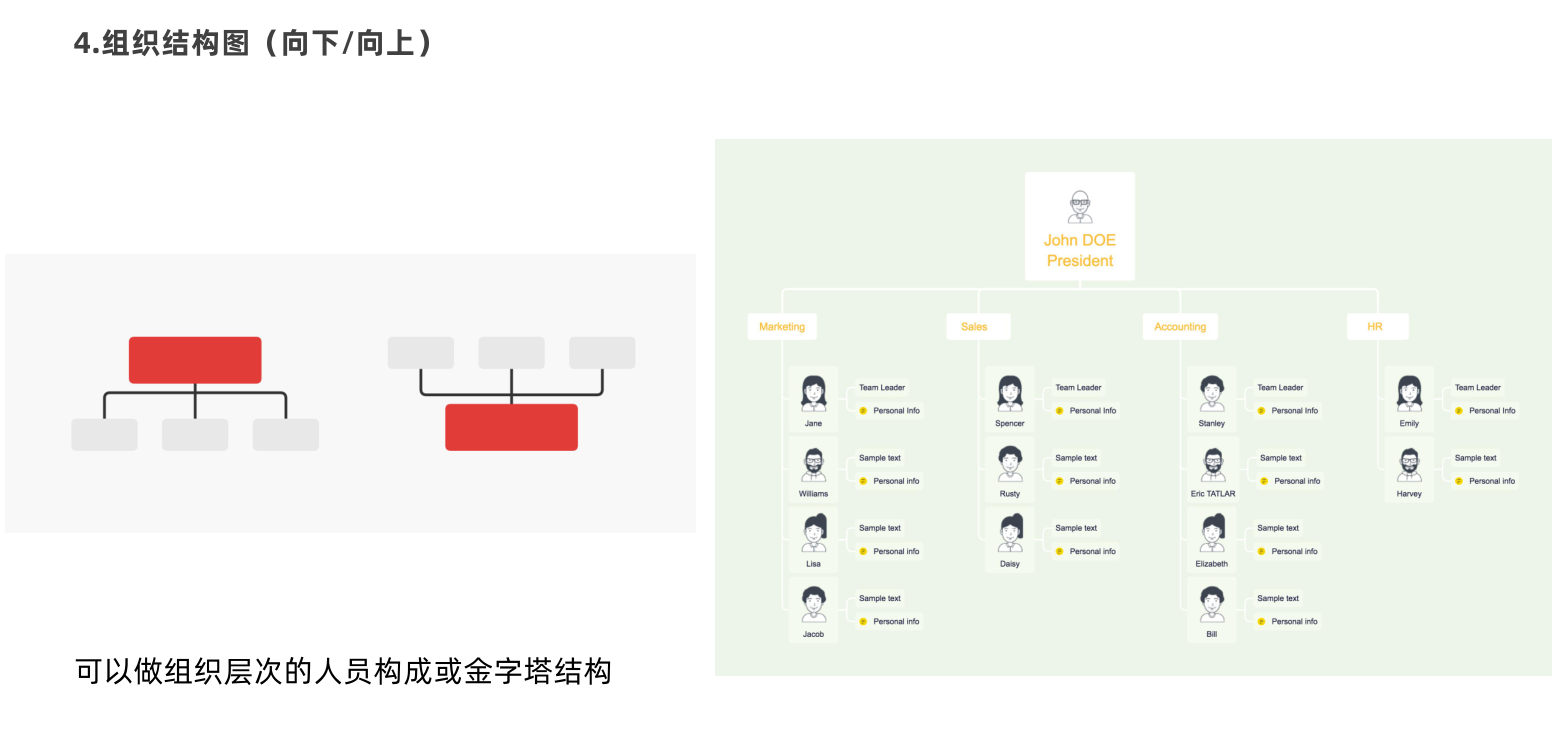 4.组织结构图（向下/向上）
John DOE
President
Marketing
Sales
Accounting
HR
Jane
Team Leader
Personal Info
Williams
Sample text
Personal info
Lisa
Sample text
Personal info
Jacob
Sample text
Personal info
Spencer
Team Leader
Personal Info
Rusty
Sample text
Personal info
Daisy
Sample text
Personal info
Stanley
Team Leader
Personal Info
Eric TATLAR
Sample text
Personal info
Elizabeth
Sample text
Personal info
Bill
Sample text
Personal info
Emily
Team Leader
Personal Info
Harvey
Sample text
Personal info
可以做组织层次的人员构成或金字塔结构